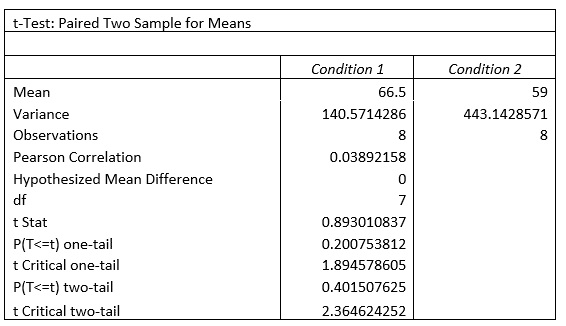 t-Test: Paired Two Sample for Means
Condition 1 Condition 2
Mean 66.5 59
Variance 140.5714286 443.1428571
Observations 8 8
Pearson Correlation 0.03892158
Hypothesized Mean Difference 0
df 7
t Stat 0.893010837
P(T<=t) one-tail 0.200753812
t Critical one-tail 1.894578605
P(T<=t) two-tail 0.401507625
t Critical two-tail 2.364624252